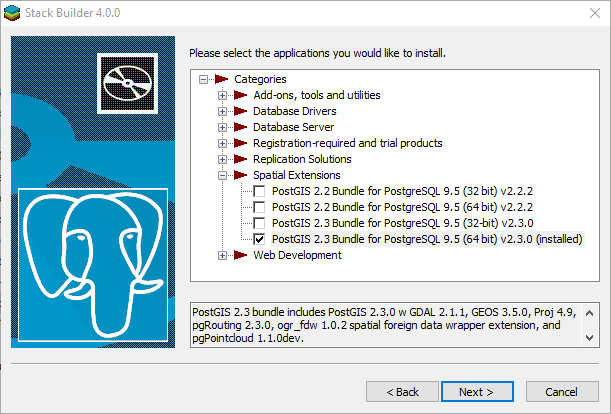 Stack Builder 4.0.0
Please select the applications you would like to install.
Categories
Add-ons, tools and utilities
Database Drivers
Database Server
Registration-required and trial products
Replication Solutions
Spatial Extensions
PostGIS 2.2 Bundle for PostgreSQL 9.5 (32 bit) v2.2.2
PostGIS 2.2 Bundle for PostgreSQL 9.5 (64 bit) v2.2.2
PostGIS 2.3 Bundle for PostgreSQL 9.5 (32-bit) v2.3.0
PostGIS 2.3 Bundle for PostgreSQL 9.5 (64 bit) v2.3.0 (installed)
Web Development
PostGIS 2.3 bundle includes PostGIS 2.3.0 w GDAL 2.1.1, GEOS 3.5.0, Proj 4.9,
pgRouting 2.3.0, ogr_fdw 1.0.2 spatial foreign data wrapper extension, and
pgPointcloud 1.1.0dev.
< Back
Next >
Cancel